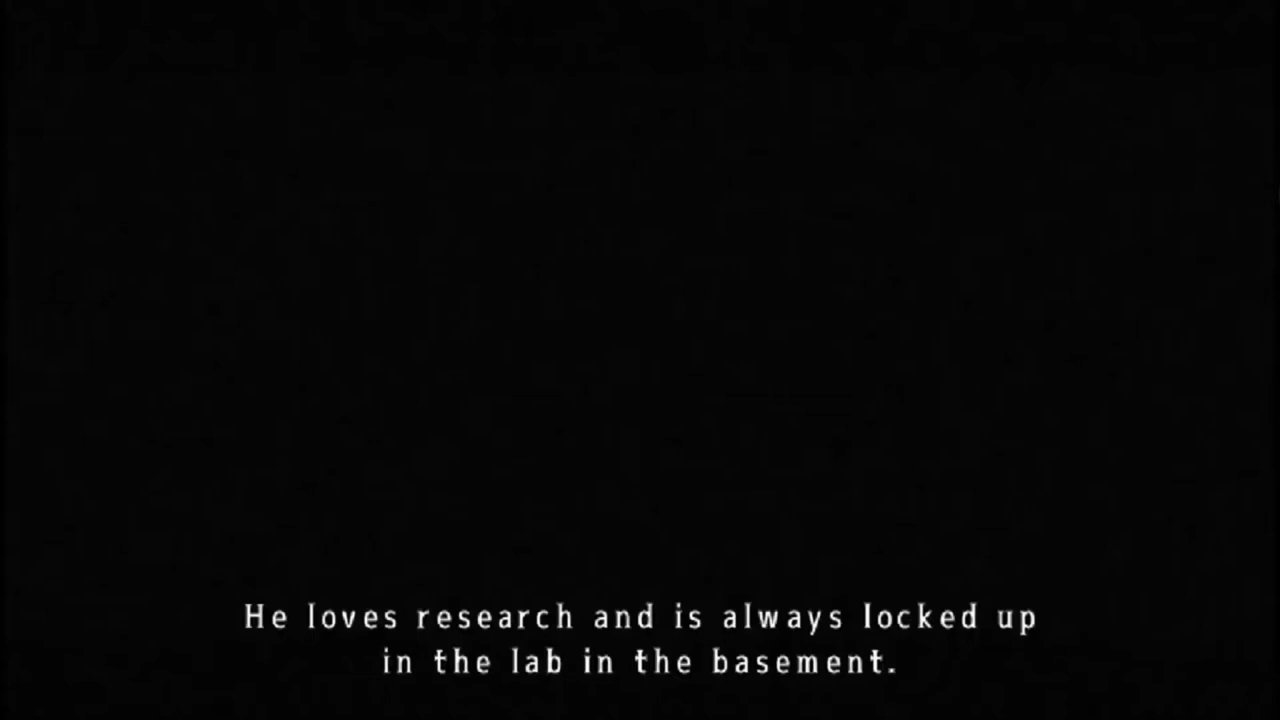 He loves research and is always locked up
in the lab in the basement.